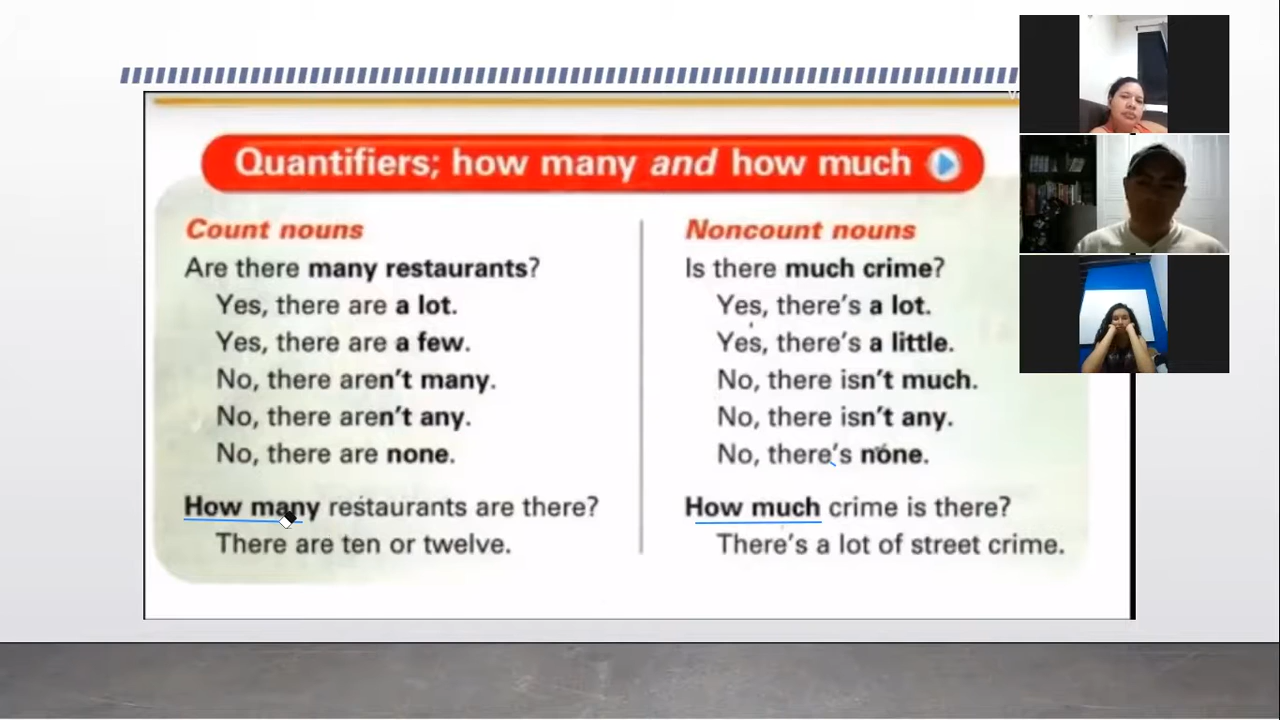 Quantifiers; how many and how much
Count nouns
Are there many restaurants?
Yes, there are a lot.
Yes, there are a few.
No, there aren't many.
No, there aren't any.
No, there are none.
How many restaurants are there?
There are ten or twelve.
Noncount nouns
Is there much crime?
Yes, there's a lot.
Yes, there's a little.
No, there isn't much.
No, there isn't any.
No, there's none.
How much crime is there?
There's a lot of street crime.